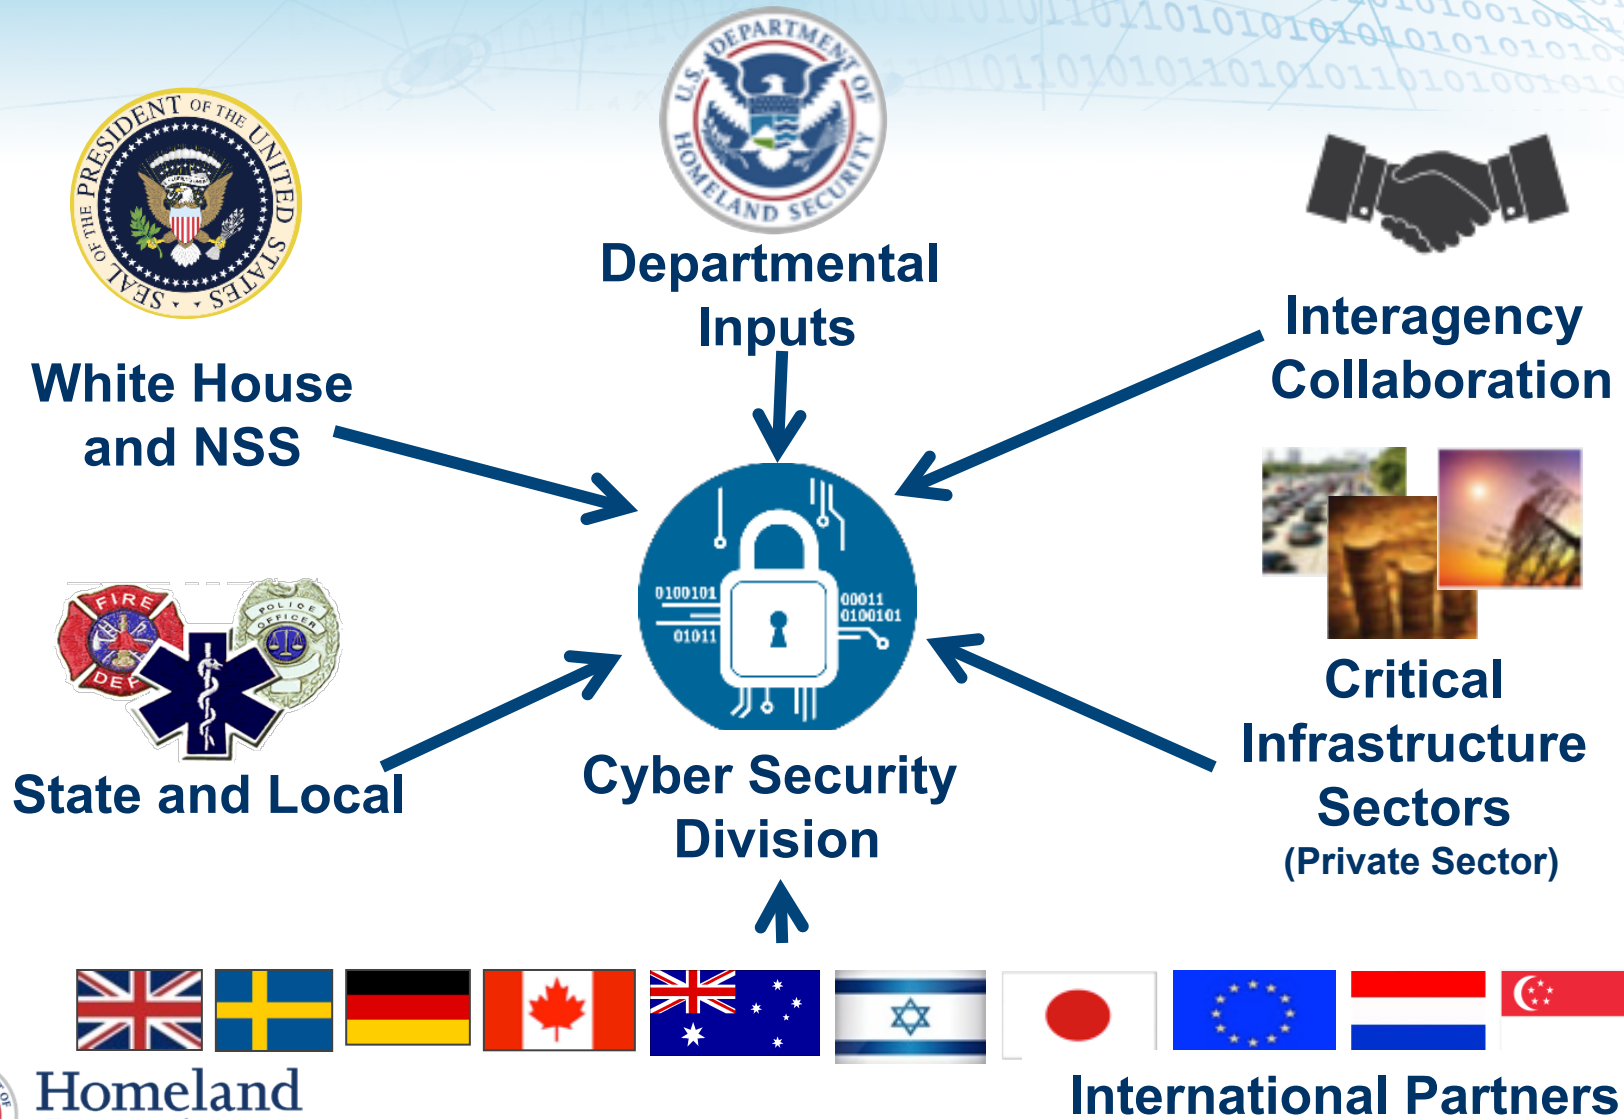 SEAL OF THE PRESIDENT OF THE UNITED STATES
U.S. DEPARTMENT OF HOMELAND SECURITY
Departmental
Inputs
White House
and NSS
Interagency
Collaboration
FIRE
DEP
POLICE
OFFICER
State and Local
0100101
01011
00011
0100101
Cyber Security
Division
Critical
Infrastructure
Sectors
(Private Sector)
International Partners
Homeland